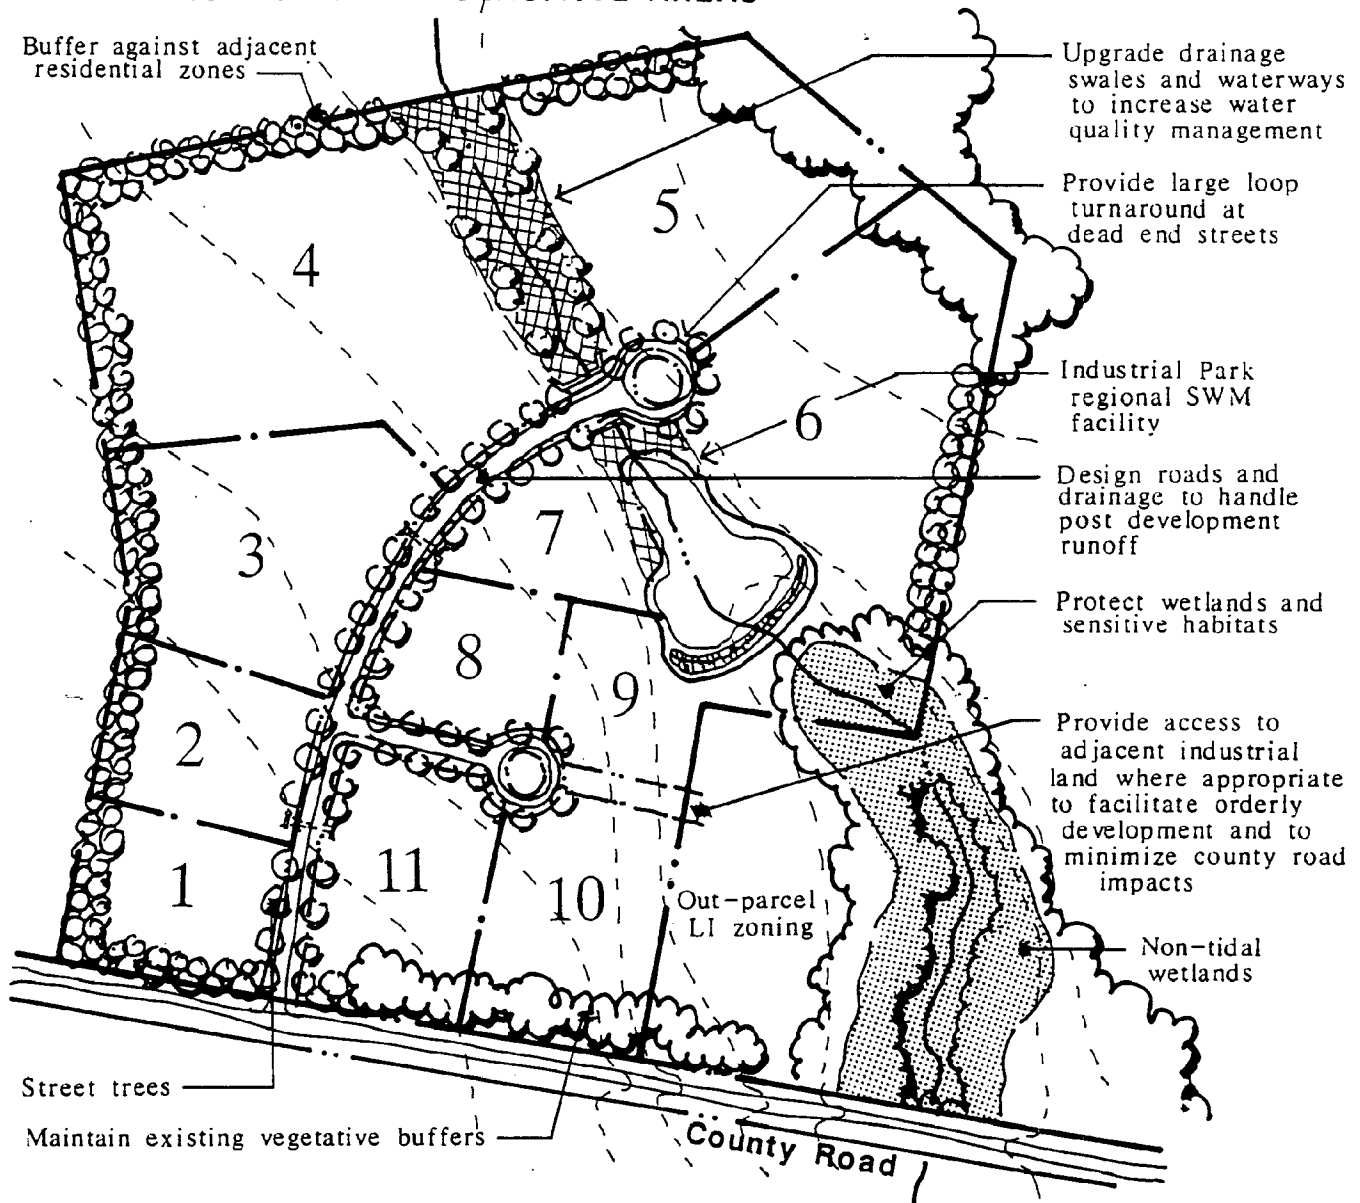 Buffer against adjacent
residential zones
Upgrade drainage
swales and waterways
to increase water
quality management
Provide large loop
turnaround at
dead end streets
Industrial Park
regional SWM
facility
Design roads and
drainage to handle
post development
runoff
Protect wetlands and
sensitive habitats
Provide access to
adjacent industrial
land where appropriate
to facilitate orderly
development and to
minimize county road
impacts
Non-tidal
wetlands
4
5
6
3
7
8
9
2
1
11
10
Out-parcel
LI zoning
Street trees
Maintain existing vegetative buffers
County Road